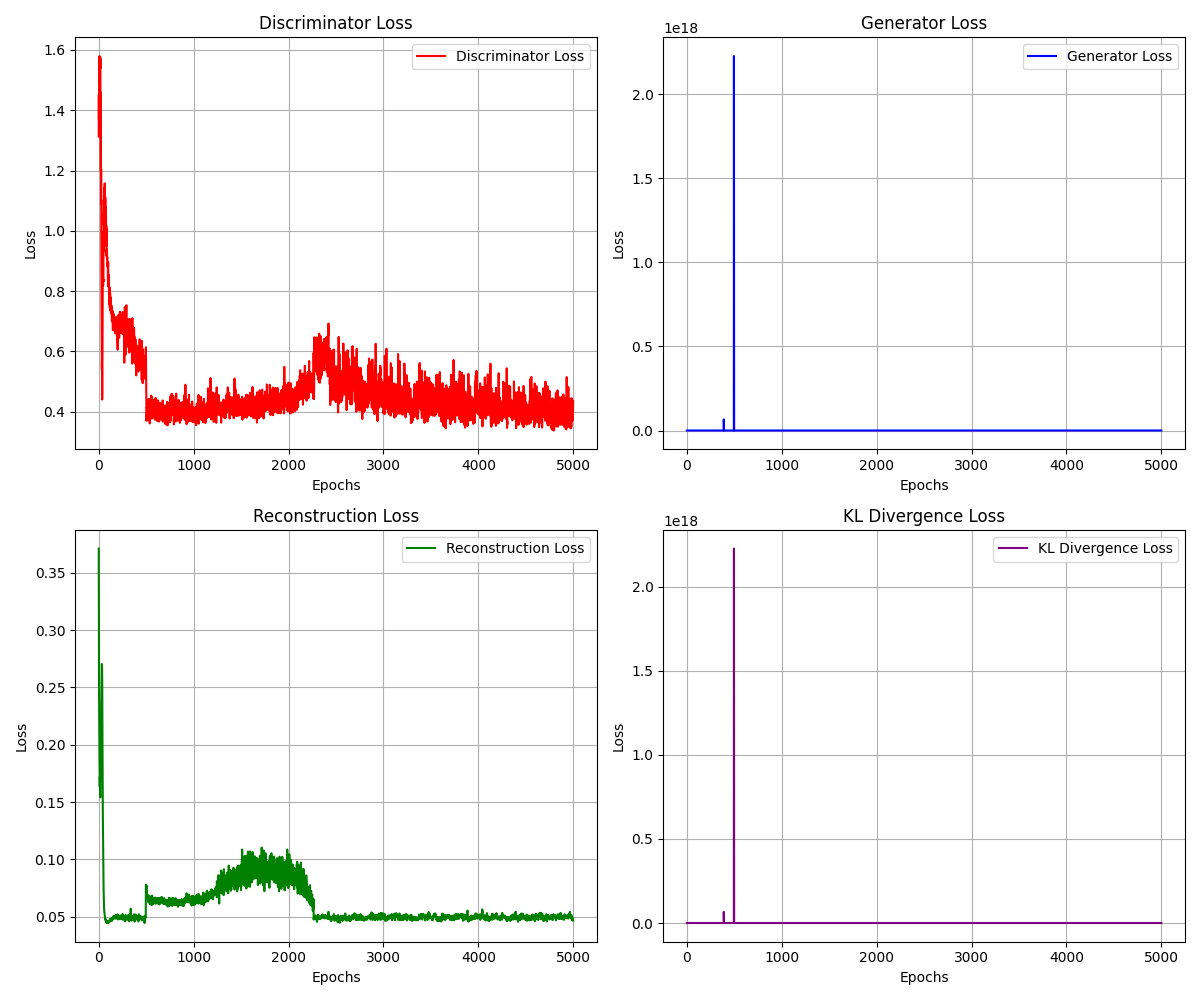 Discriminator Loss
Discriminator Loss
1.6
1.4
1.2
1.0
0.8
0.6
0.4
Loss
0 1000 2000 3000 4000 5000
Epochs
Generator Loss
1e18
Generator Loss
2.0
1.5
1.0
0.5
0.0
Loss
0 1000 2000 3000 4000 5000
Epochs
Reconstruction Loss
Reconstruction Loss
0.35
0.30
0.25
0.20
0.15
0.10
0.05
Loss
0 1000 2000 3000 4000 5000
Epochs
KL Divergence Loss
1e18
KL Divergence Loss
2.0
1.5
1.0
0.5
0.0
Loss
0 1000 2000 3000 4000 5000
Epochs